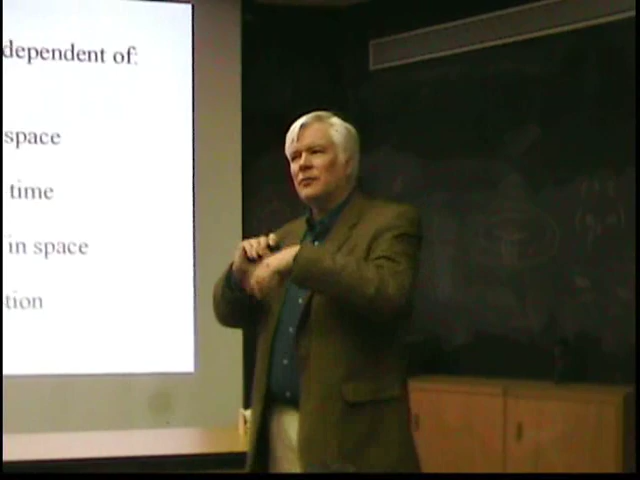 dependent of:
space
time
in space
tion